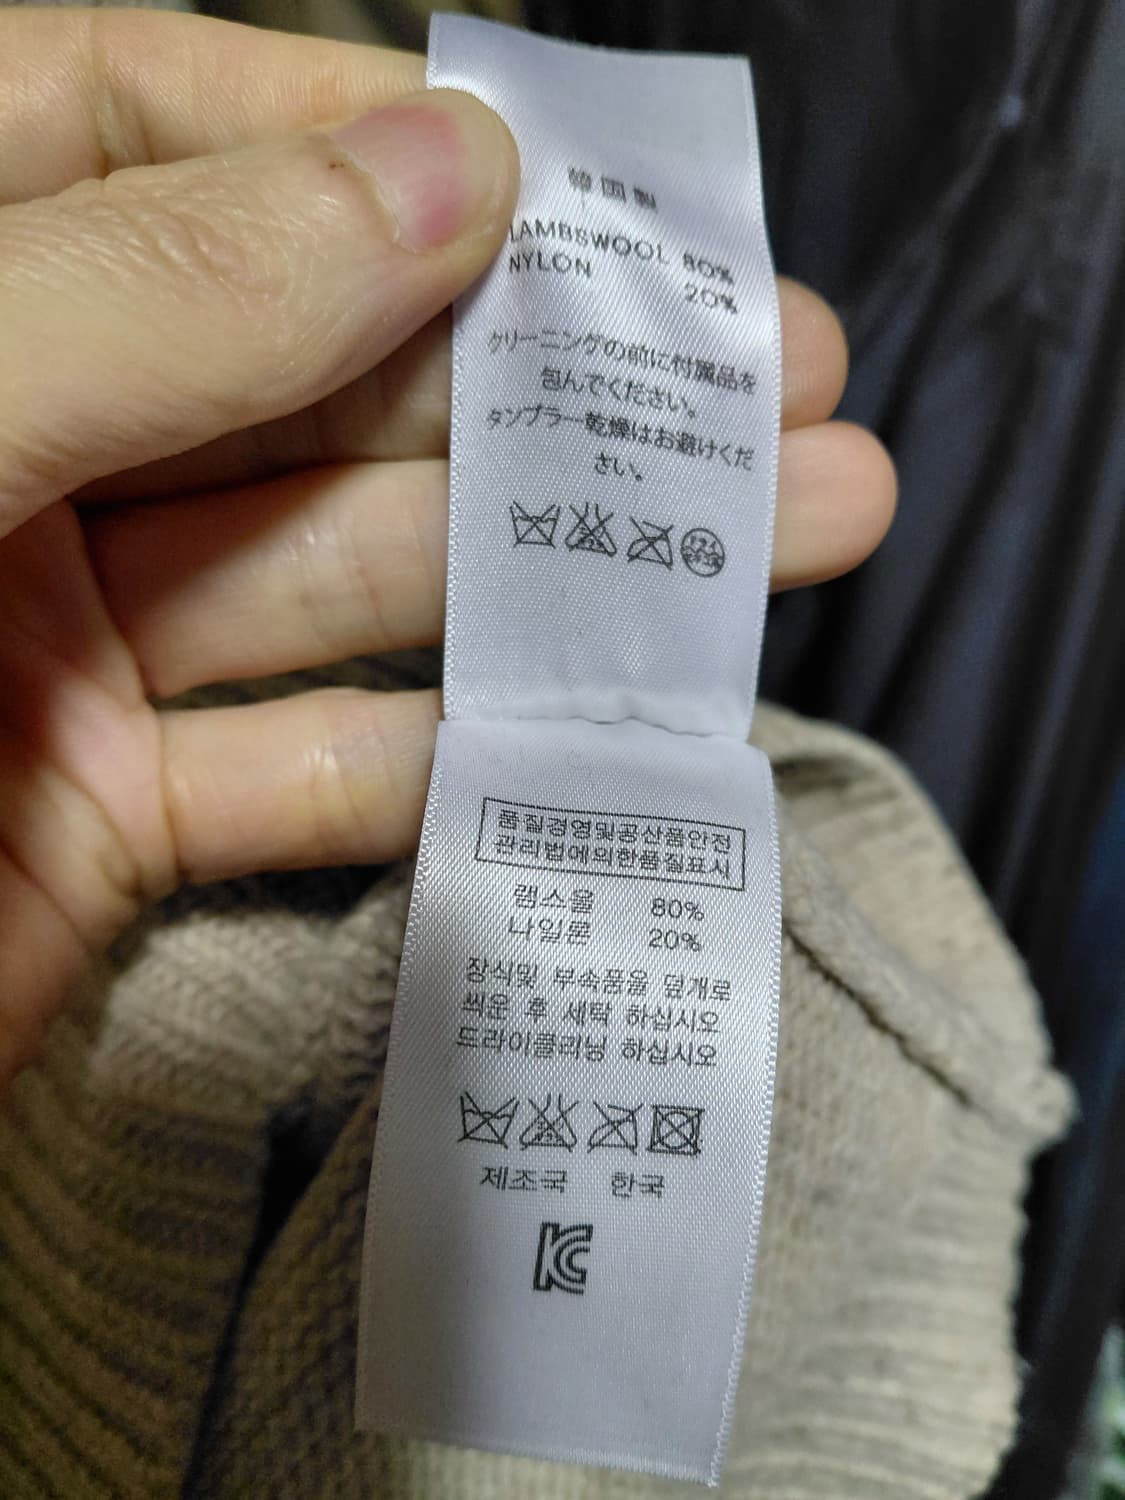 韓国製
LAMBSWOOL 80%
NYLON 20%
クリーニングの前に付属品を
包んでください。
タンブラー乾燥はお避けくだ
さい。
품질경영및공산품안전
관리법에의한품질표시
램스울 80%
나일론 20%
장식및 부속품을 덮개로
씌운 후 세탁 하십시오
드라이클리닝 하십시오
제조국 한국
KC